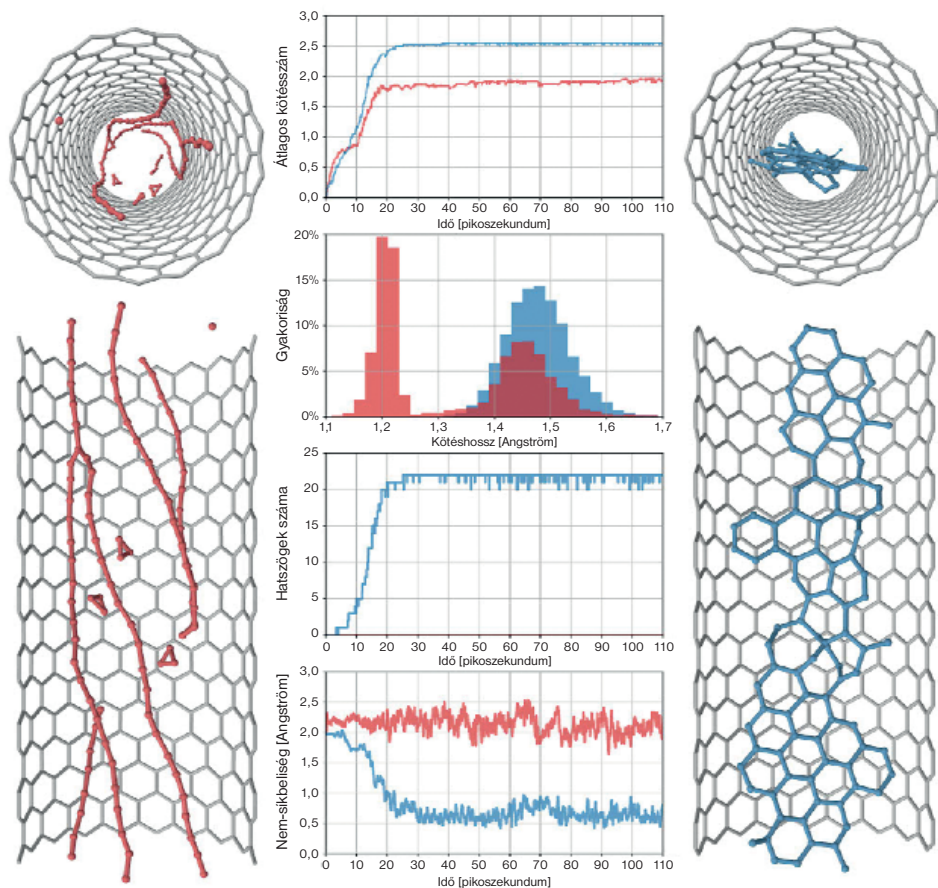 Átlagos kötésszám
3,0
2,5
2,0
1,5
1,0
0,5
0,0
0 10 20 30 40 50 60 70 80 90 100 110
Idő [pikoszekundum]
Gyakoriság
20%
15%
10%
5%
0%
1,1 1,2 1,3 1,4 1,5 1,6 1,7
Kötéshossz [Angström]
Hatszögek száma
25
20
15
10
5
0
0 10 20 30 40 50 60 70 80 90 100 110
Idő [pikoszekundum]
Nem-síkbeliség [Angström]
3,0
2,5
2,0
1,5
1,0
0,5
0,0
0 10 20 30 40 50 60 70 80 90 100 110
Idő [pikoszekundum]